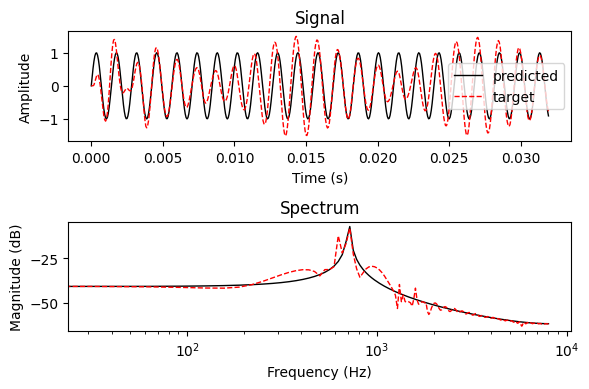 Signal
Amplitude
1
0
−1
predicted
target
0.000 0.005 0.010 0.015 0.020 0.025 0.030
Time (s)
Spectrum
Magnitude (dB)
−25
−50
10² 10³ 10⁴
Frequency (Hz)